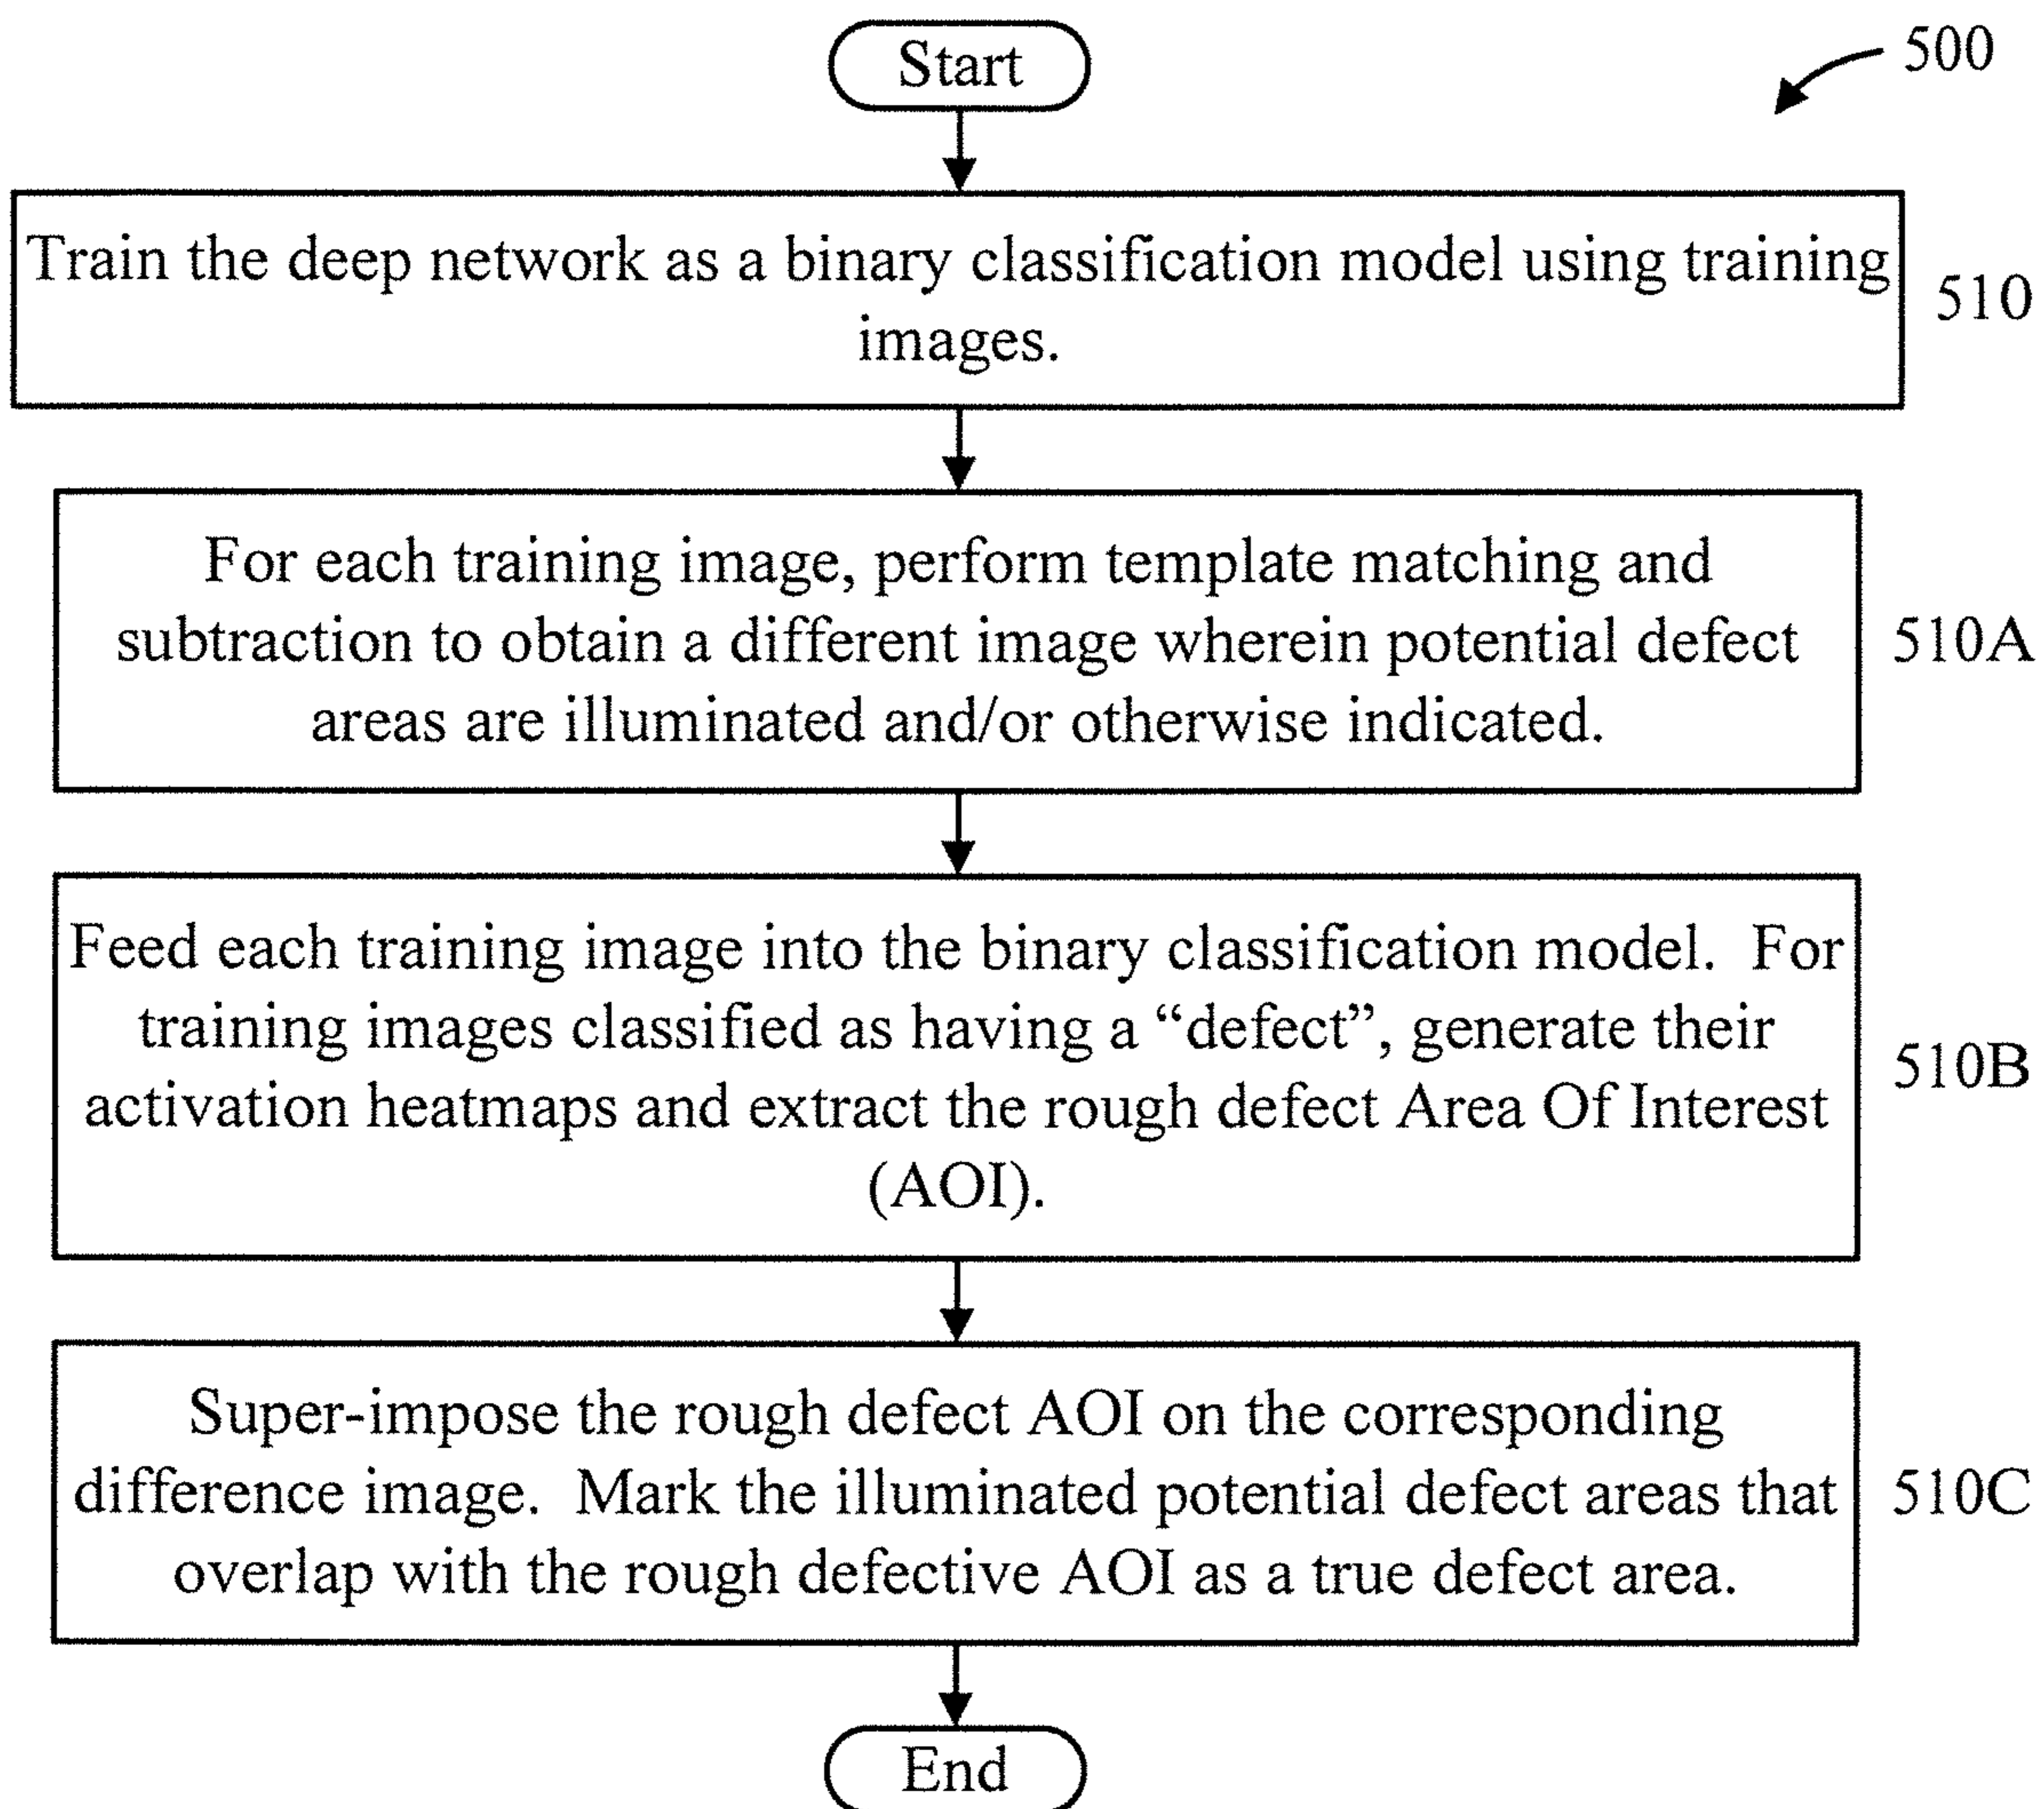 Start
500
Train the deep network as a binary classification model using training
images.
510
For each training image, perform template matching and
subtraction to obtain a different image wherein potential defect
areas are illuminated and/or otherwise indicated.
510A
Feed each training image into the binary classification model.  For
training images classified as having a “defect”, generate their
activation heatmaps and extract the rough defect Area Of Interest
(AOI).
510B
Super-impose the rough defect AOI on the corresponding
difference image.  Mark the illuminated potential defect areas that
overlap with the rough defective AOI as a true defect area.
510C
End